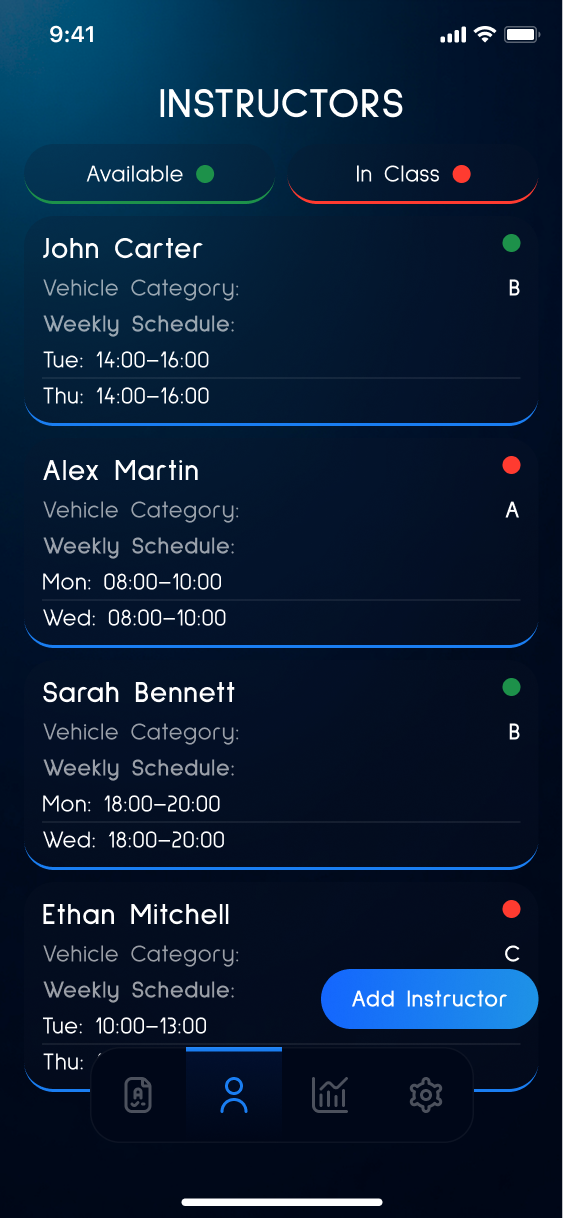 9:41
INSTRUCTORS
Available
In Class
John Carter
Vehicle Category: B
Weekly Schedule:
Tue: 14:00–16:00
Thu: 14:00–16:00
Alex Martin
Vehicle Category: A
Weekly Schedule:
Mon: 08:00–10:00
Wed: 08:00–10:00
Sarah Bennett
Vehicle Category: B
Weekly Schedule:
Mon: 18:00–20:00
Wed: 18:00–20:00
Ethan Mitchell
Vehicle Category: C
Weekly Schedule:
Add Instructor
Tue: 10:00–13:00
Thu:
A